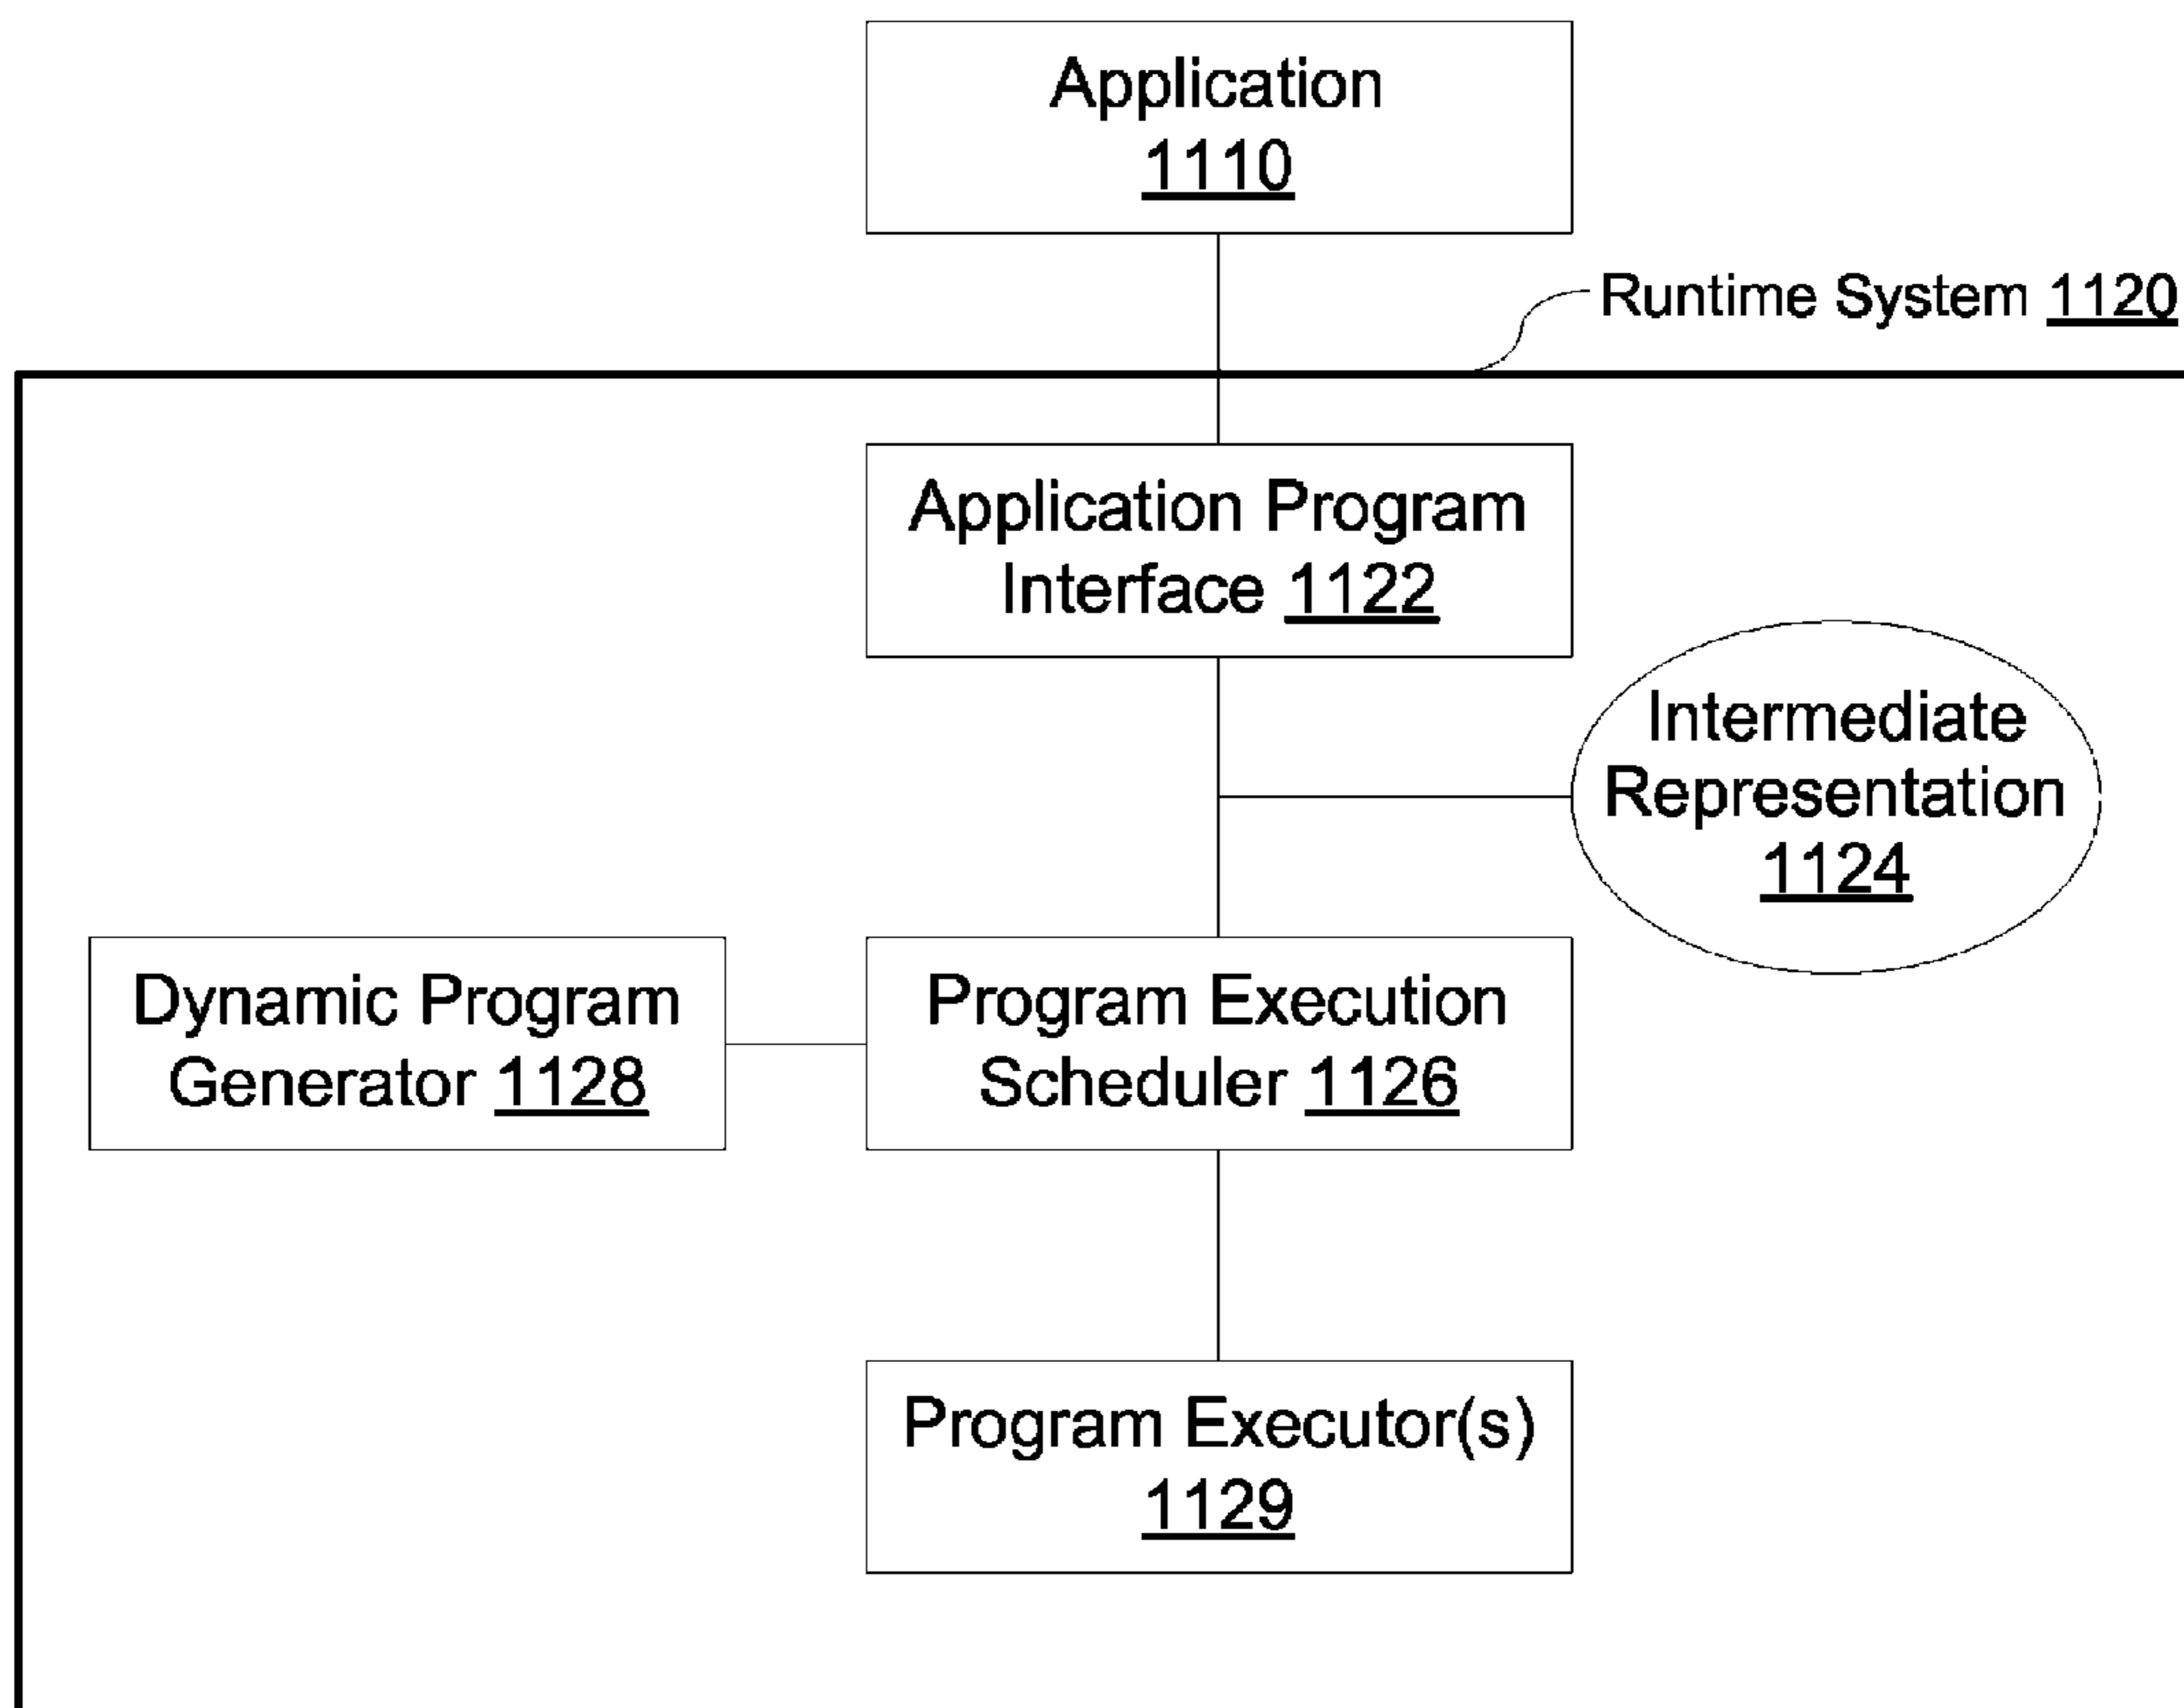 Application
1110
Runtime System 1120
Application Program
Interface 1122
Intermediate
Representation
1124
Dynamic Program
Generator 1128
Program Execution
Scheduler 1126
Program Executor(s)
1129